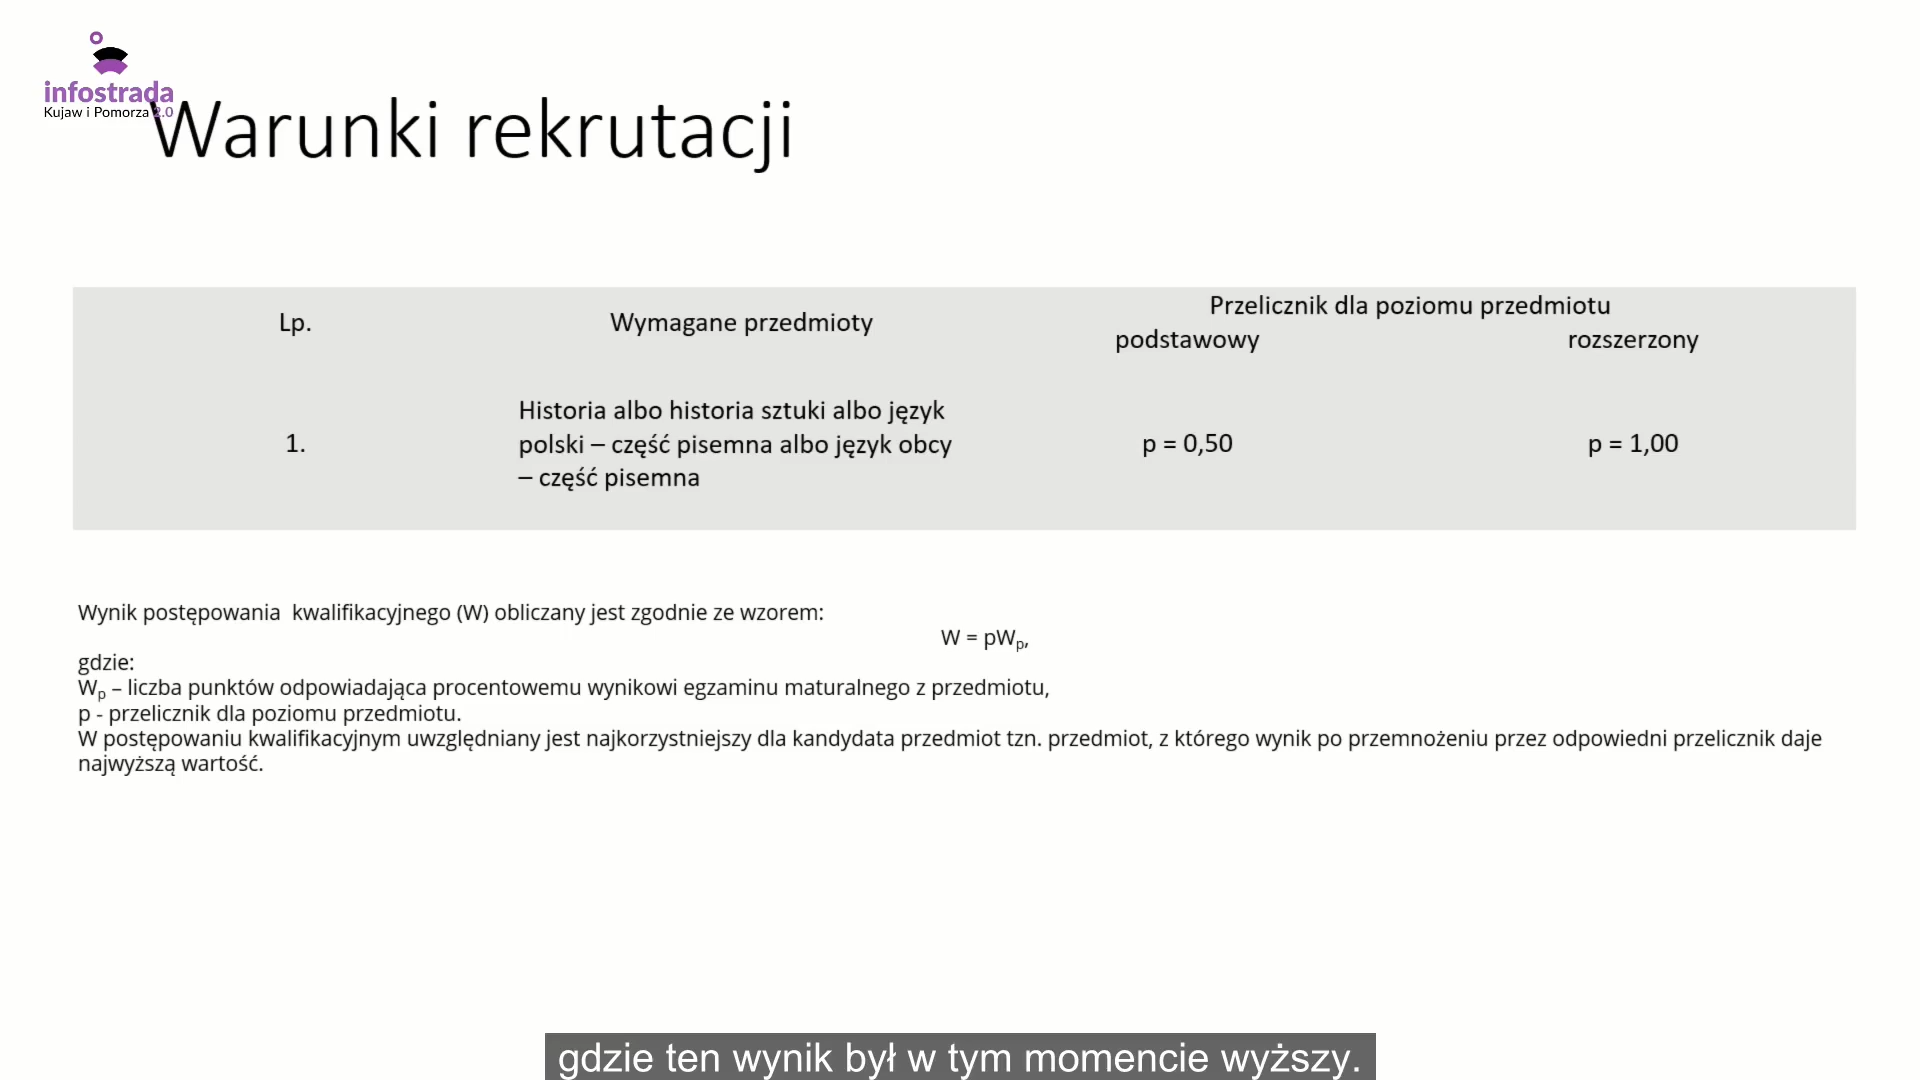 infostrada
Kujaw i Pomorza 2.0
Warunki rekrutacji
Lp.
Wymagane przedmioty
Przelicznik dla poziomu przedmiotu
podstawowy
rozszerzony
1.
Historia albo historia sztuki albo język
polski – część pisemna albo język obcy
– część pisemna
p = 0,50
p = 1,00
Wynik postępowania kwalifikacyjnego (W) obliczany jest zgodnie ze wzorem:
W = pWp,
gdzie:
Wp – liczba punktów odpowiadająca procentowemu wynikowi egzaminu maturalnego z przedmiotu,
p - przelicznik dla poziomu przedmiotu.
W postępowaniu kwalifikacyjnym uwzględniany jest najkorzystniejszy dla kandydata przedmiot tzn. przedmiot, z którego wynik po przemnożeniu przez odpowiedni przelicznik daje
najwyższą wartość.
gdzie ten wynik był w tym momencie wyższy.